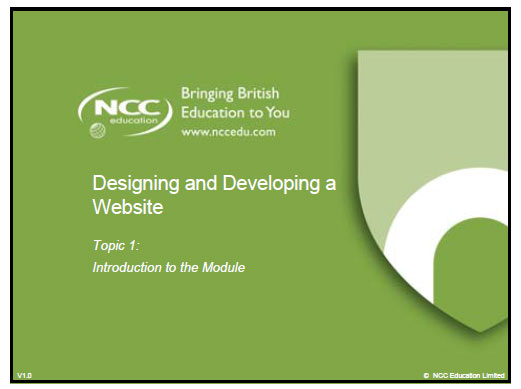 NCC
education
Bringing British
Education to You
www.nccedu.com
Designing and Developing a
Website
Topic 1:
Introduction to the Module
V1.0
© NCC Education Limited